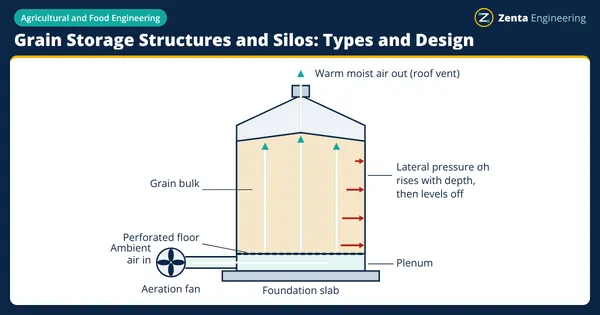 Agricultural and Food Engineering
Zenta Engineering
Grain Storage Structures and Silos: Types and Design
Warm moist air out (roof vent)
Lateral pressure σh
rises with depth,
then levels off
Grain bulk
Perforated floor
Ambient
air in
Plenum
Aeration fan
Foundation slab